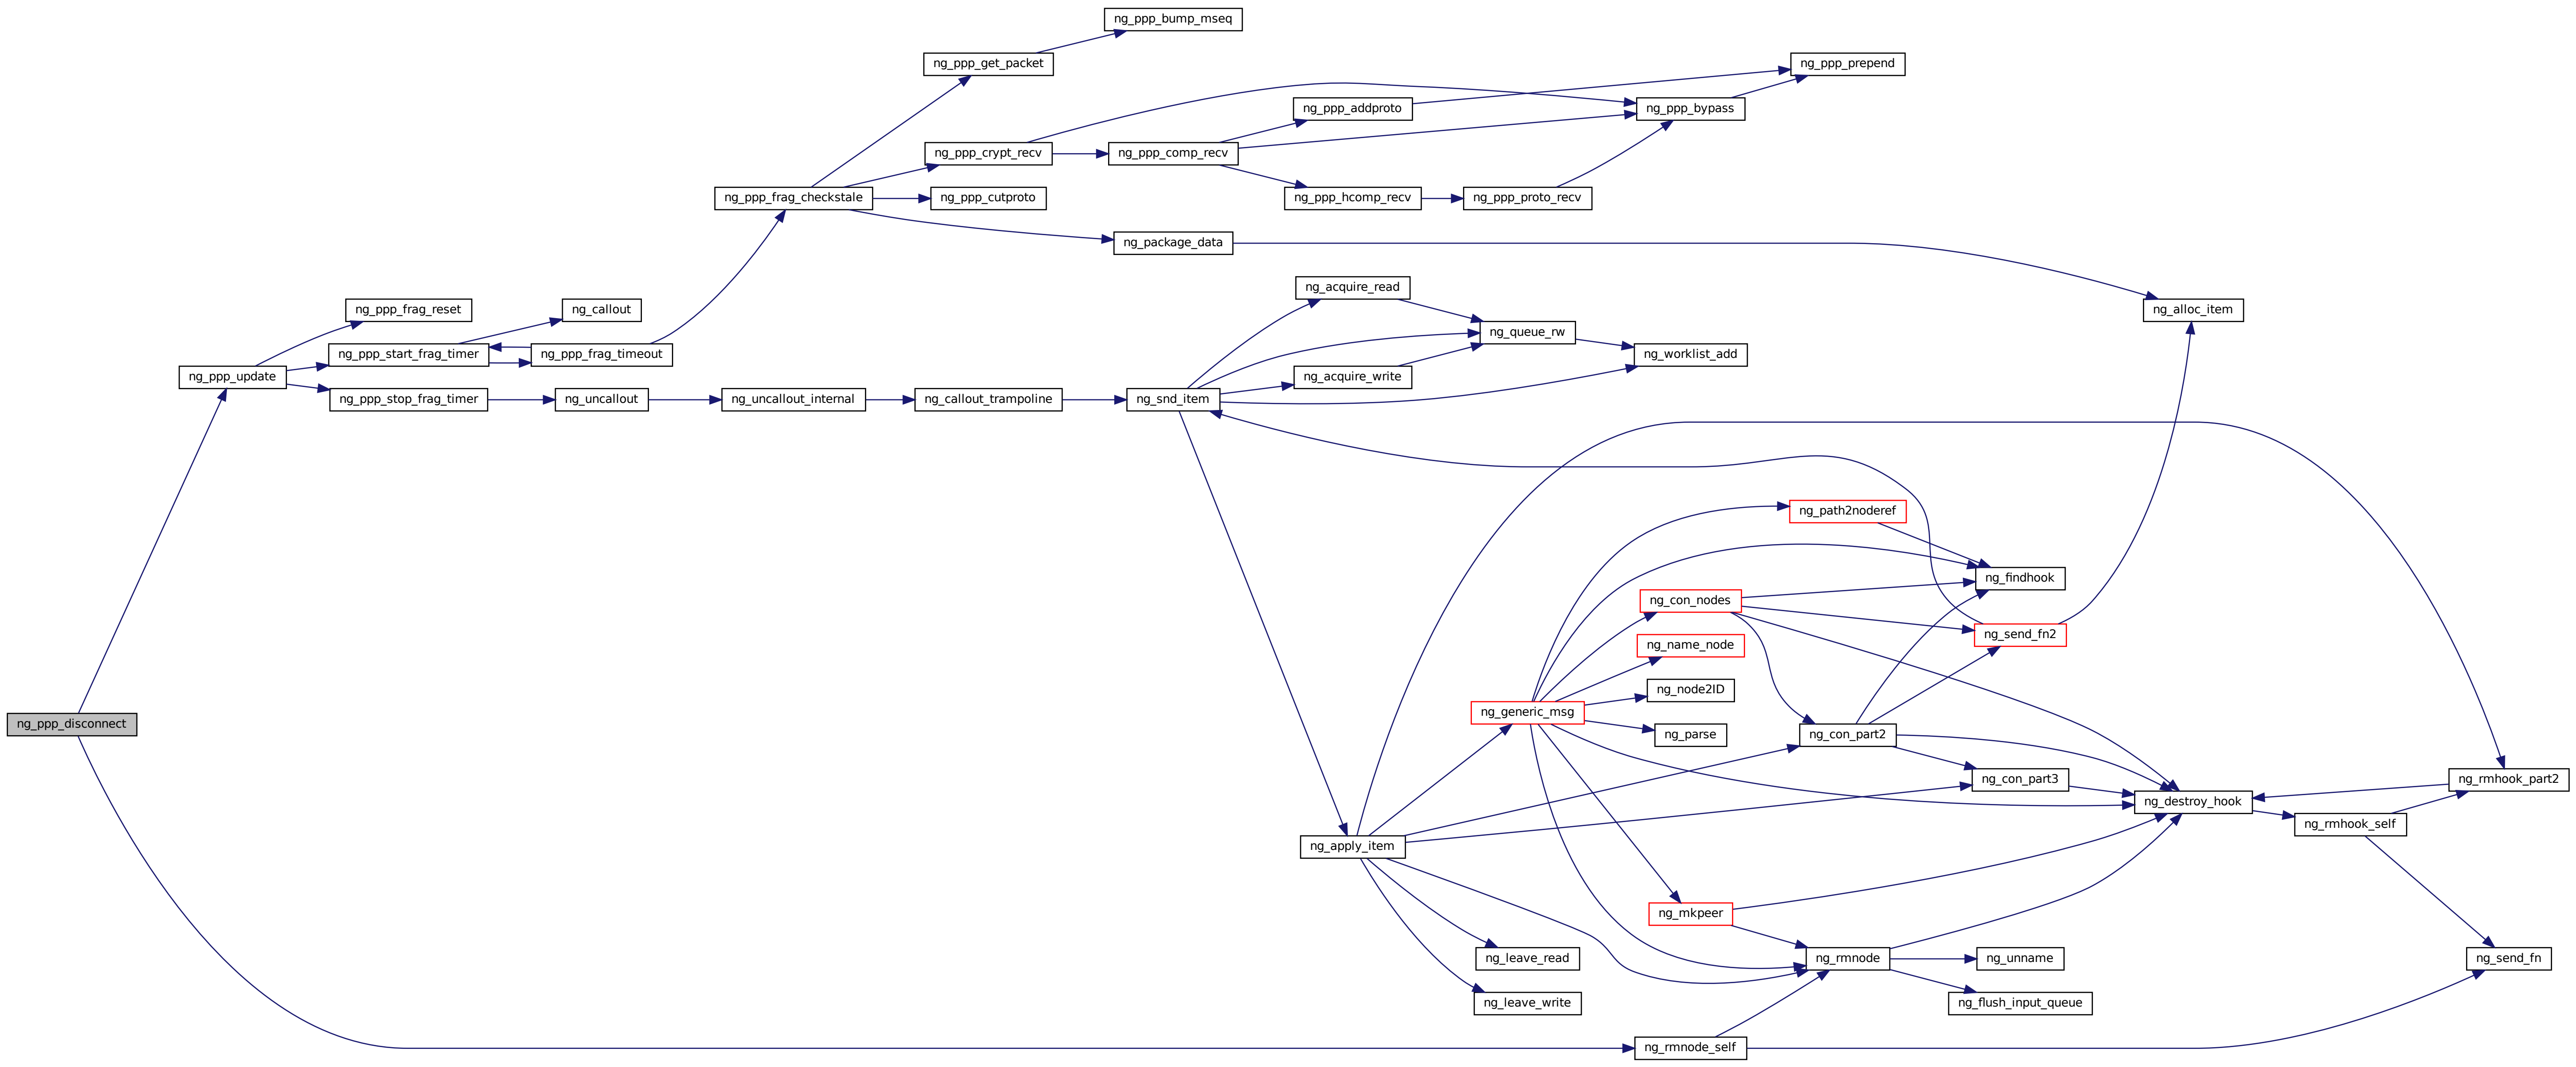 ng_ppp_bump_mseq
ng_ppp_get_packet
ng_ppp_prepend
ng_ppp_addproto
ng_ppp_bypass
ng_ppp_crypt_recv
ng_ppp_comp_recv
ng_ppp_frag_checkstale
ng_ppp_cutproto
ng_ppp_hcomp_recv
ng_ppp_proto_recv
ng_package_data
ng_acquire_read
ng_ppp_frag_reset
ng_callout
ng_alloc_item
ng_queue_rw
ng_ppp_start_frag_timer
ng_ppp_frag_timeout
ng_worklist_add
ng_ppp_update
ng_acquire_write
ng_ppp_stop_frag_timer
ng_uncallout
ng_uncallout_internal
ng_callout_trampoline
ng_snd_item
ng_path2noderef
ng_findhook
ng_con_nodes
ng_send_fn2
ng_name_node
ng_node2ID
ng_generic_msg
ng_ppp_disconnect
ng_parse
ng_con_part2
ng_con_part3
ng_rmhook_part2
ng_destroy_hook
ng_rmhook_self
ng_apply_item
ng_mkpeer
ng_leave_read
ng_rmnode
ng_unname
ng_send_fn
ng_leave_write
ng_flush_input_queue
ng_rmnode_self